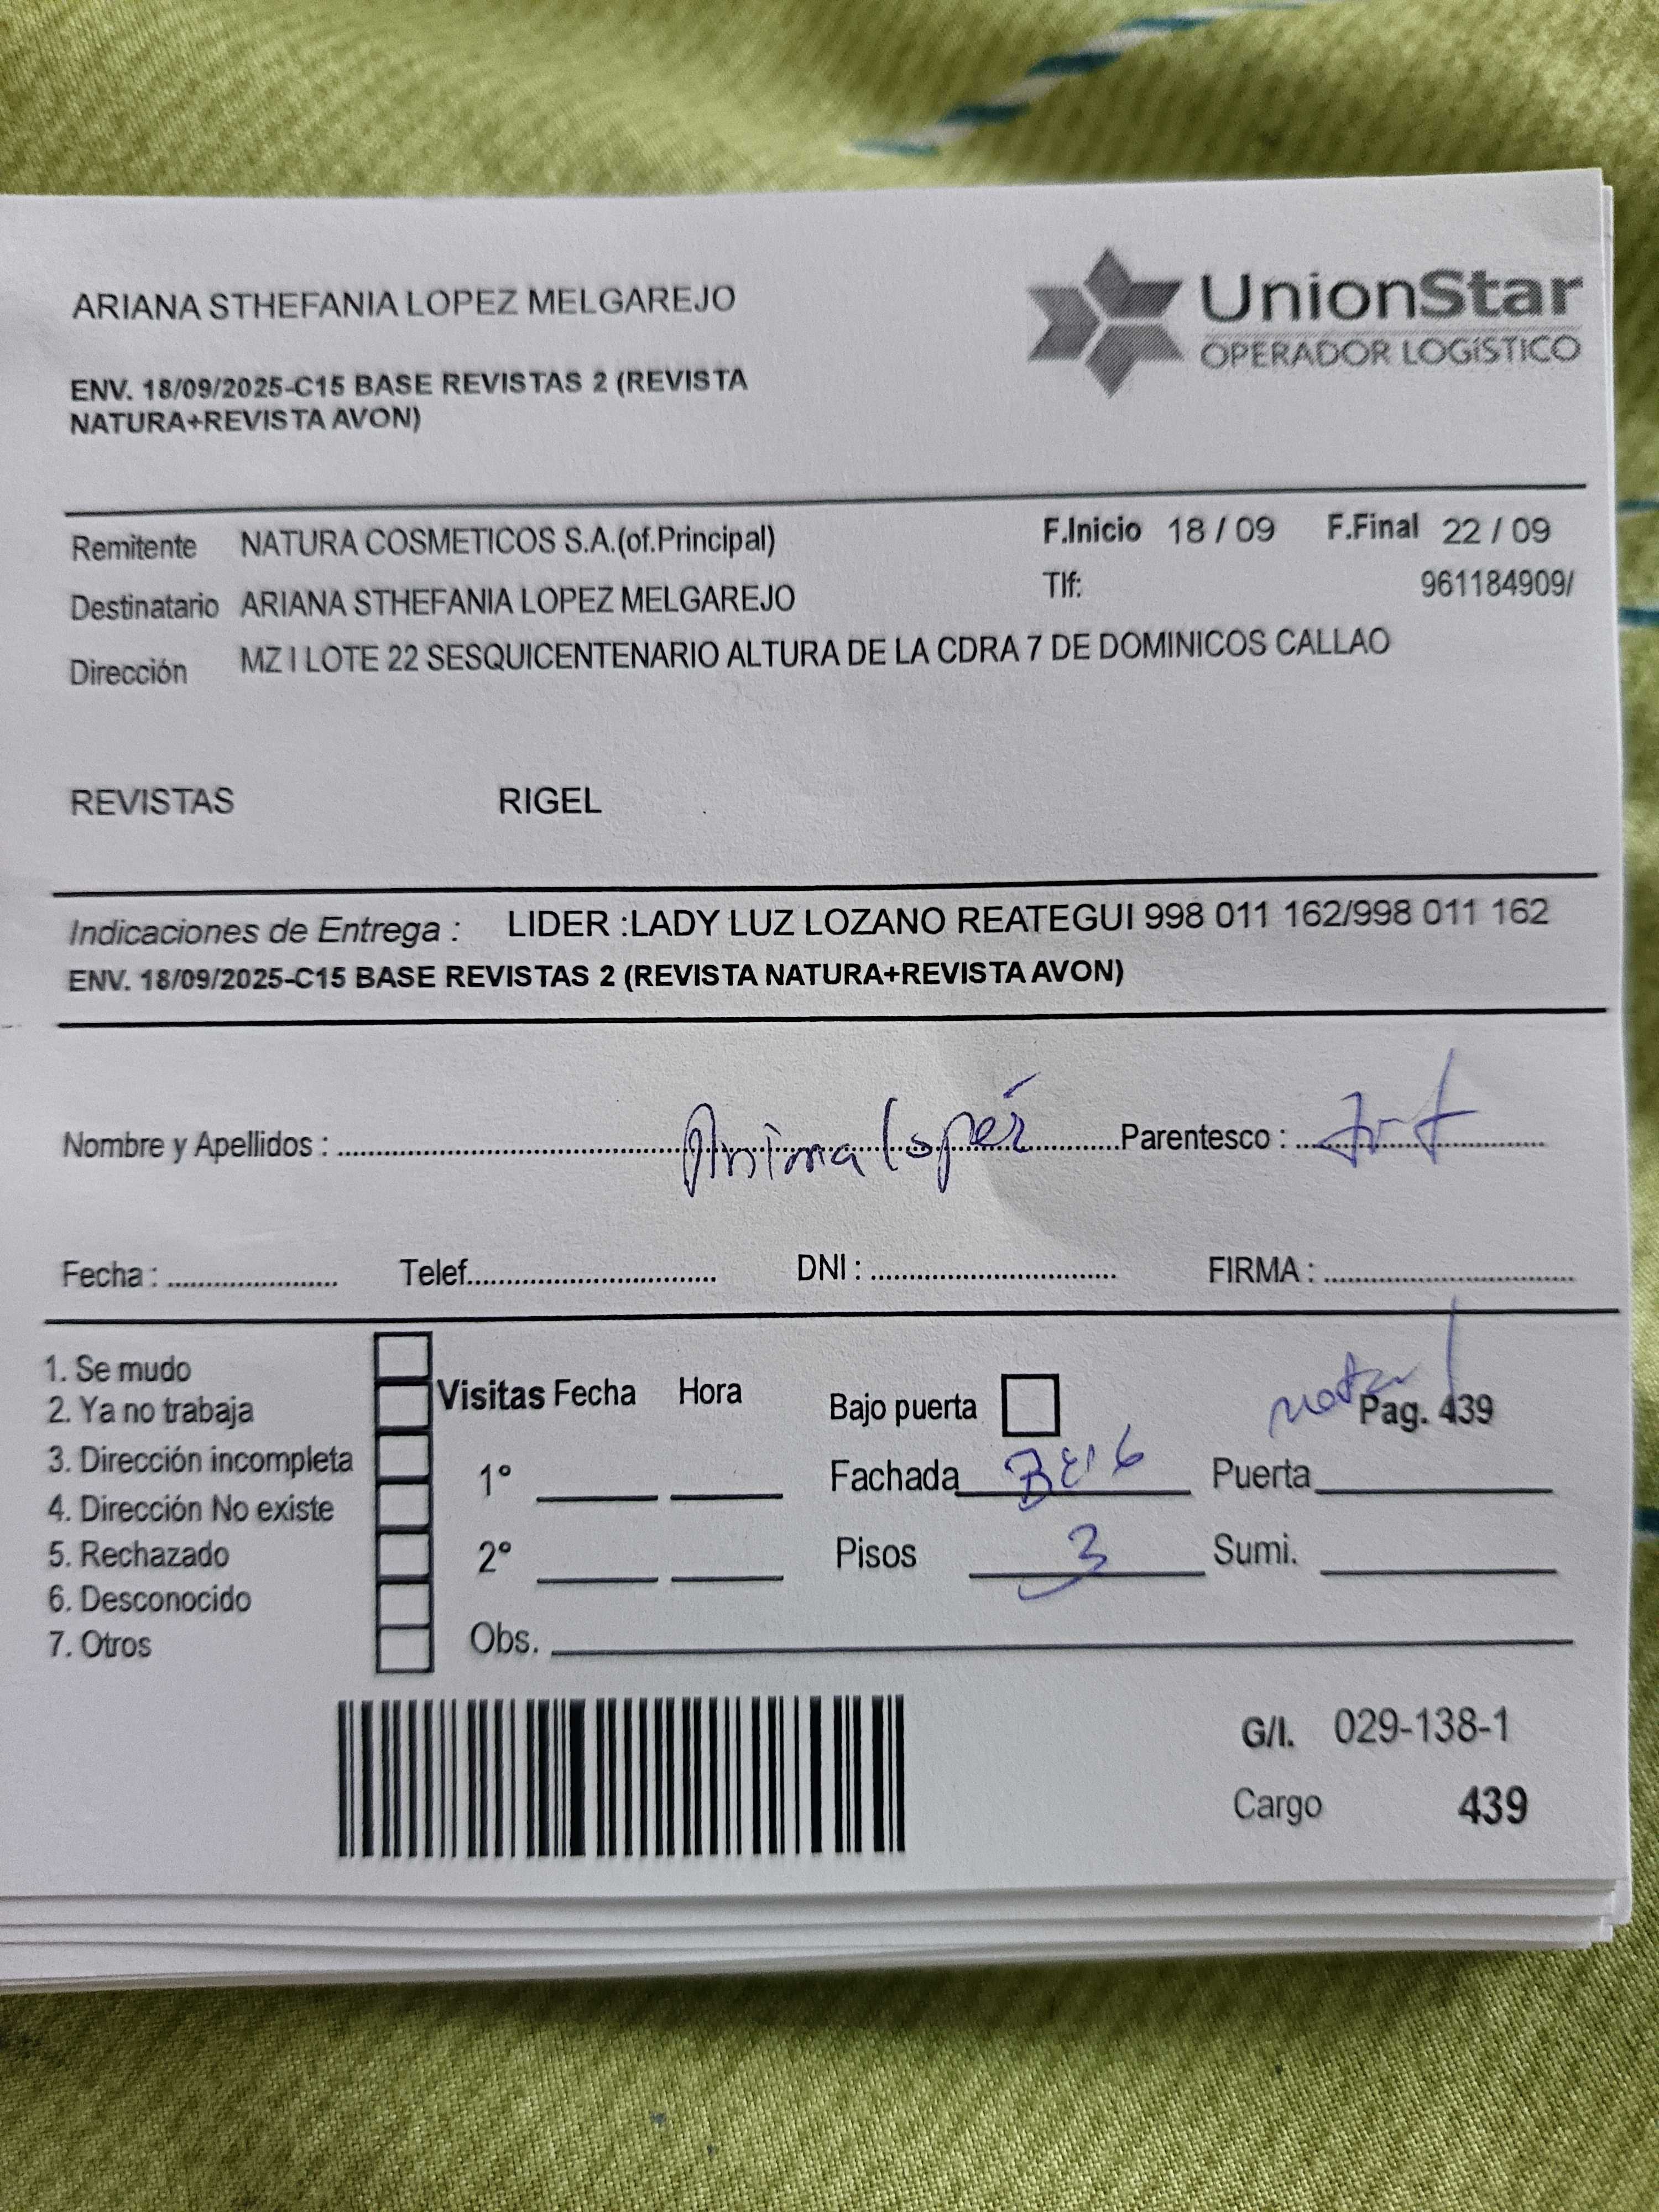 ARIANA STHEFANIA LOPEZ MELGAREJO
UnionStar
OPERADOR LOGÍSTICO
ENV. 18/09/2025-C15 BASE REVISTAS 2 (REVISTA
NATURA+REVISTA AVON)
Remitente NATURA COSMETICOS S.A.(of.Principal) F.Inicio 18 / 09 F.Final 22 / 09
Destinatario ARIANA STHEFANIA LOPEZ MELGAREJO Tlf: 961184909/
Dirección MZ I LOTE 22 SESQUICENTENARIO ALTURA DE LA CDRA 7 DE DOMINICOS CALLAO
REVISTAS RIGEL
Indicaciones de Entrega : LIDER :LADY LUZ LOZANO REATEGUI 998 011 162/998 011 162
ENV. 18/09/2025-C15 BASE REVISTAS 2 (REVISTA NATURA+REVISTA AVON)
Nombre y Apellidos : Lopéz Parentesco :
Fecha : Telef. DNI : FIRMA :
1. Se mudo
2. Ya no trabaja
3. Dirección incompleta
4. Dirección No existe
5. Rechazado
6. Desconocido
7. Otros
Visitas Fecha Hora
1°
2°
Obs.
Bajo puerta Pag. 439
Fachada Puerta
Pisos 3 Sumi.
G/I. 029-138-1
Cargo 439